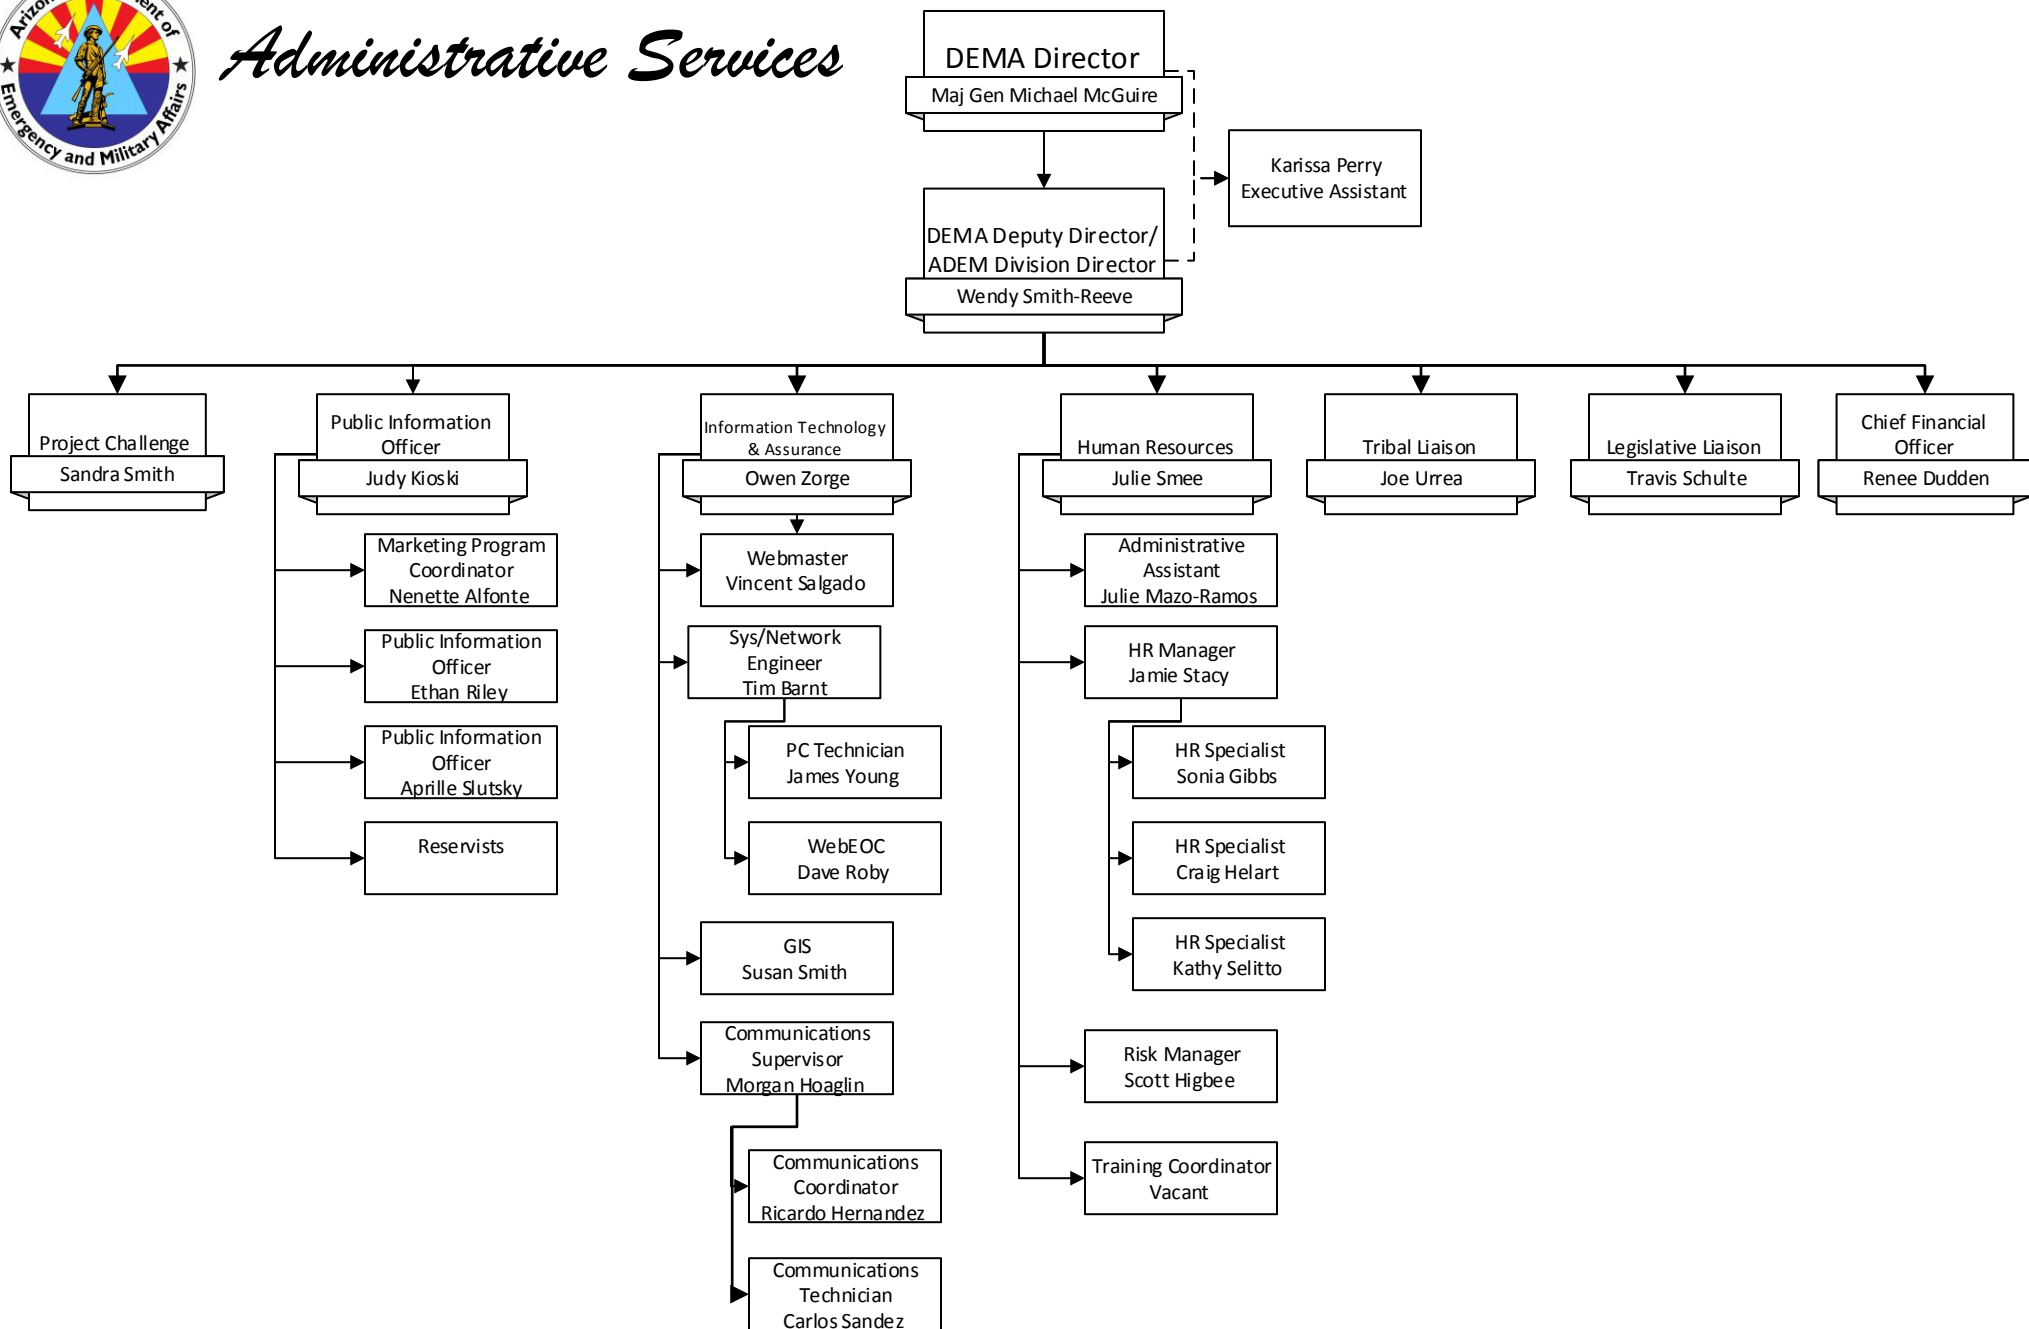 Arizona
ment of
Emergency and Military Affairs
Administrative Services
DEMA Director
Maj Gen Michael McGuire
Karissa Perry
Executive Assistant
DEMA Deputy Director/
ADEM Division Director
Wendy Smith-Reeve
Project Challenge
Sandra Smith
Public Information
Officer
Judy Kioski
Information Technology
& Assurance
Owen Zorge
Human Resources
Julie Smee
Tribal Liaison
Joe Urrea
Legislative Liaison
Travis Schulte
Chief Financial
Officer
Renee Dudden
Marketing Program
Coordinator
Nenette Alfonte
Public Information
Officer
Ethan Riley
Public Information
Officer
Aprille Slutsky
Reservists
Webmaster
Vincent Salgado
Sys/Network
Engineer
Tim Barnt
PC Technician
James Young
WebEOC
Dave Roby
GIS
Susan Smith
Communications
Supervisor
Morgan Hoaglin
Communications
Coordinator
Ricardo Hernandez
Communications
Technician
Carlos Sandez
Administrative
Assistant
Julie Mazo-Ramos
HR Manager
Jamie Stacy
HR Specialist
Sonia Gibbs
HR Specialist
Craig Helart
HR Specialist
Kathy Selitto
Risk Manager
Scott Higbee
Training Coordinator
Vacant